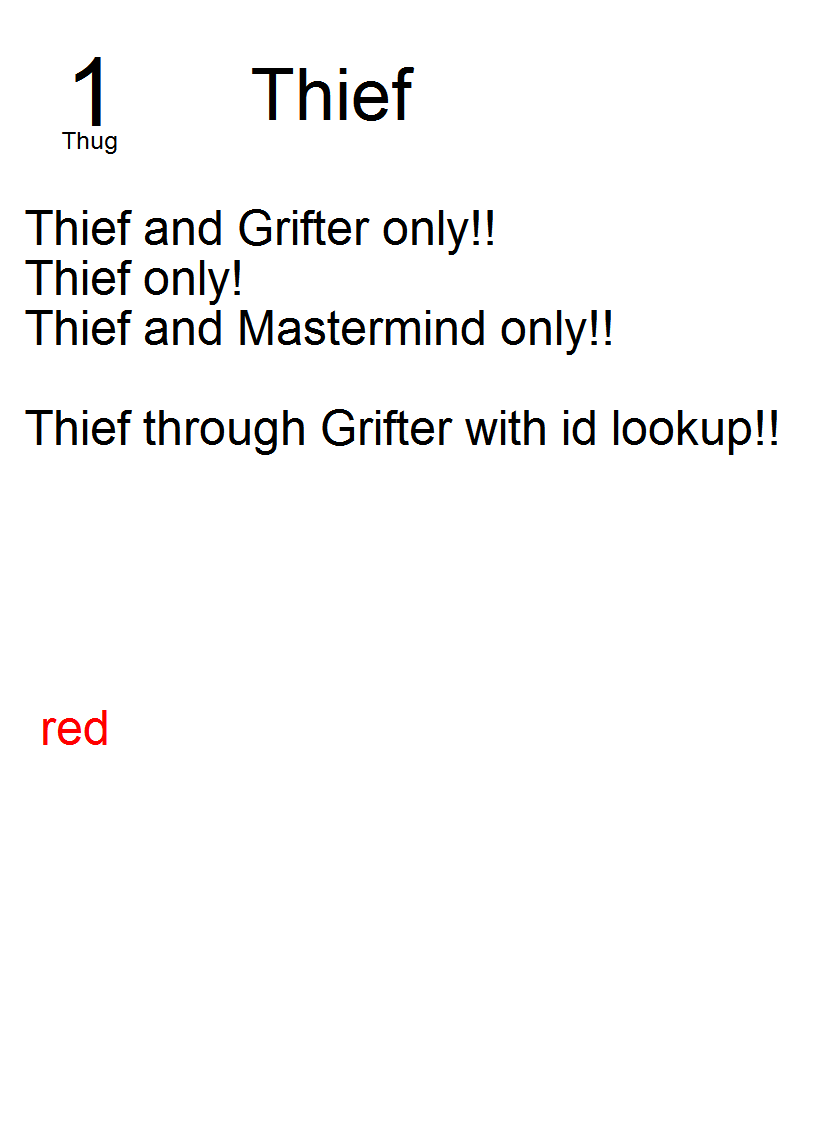 1 Thief
Thug
Thief and Grifter only!!
Thief only!
Thief and Mastermind only!!
Thief through Grifter with id lookup!!
red